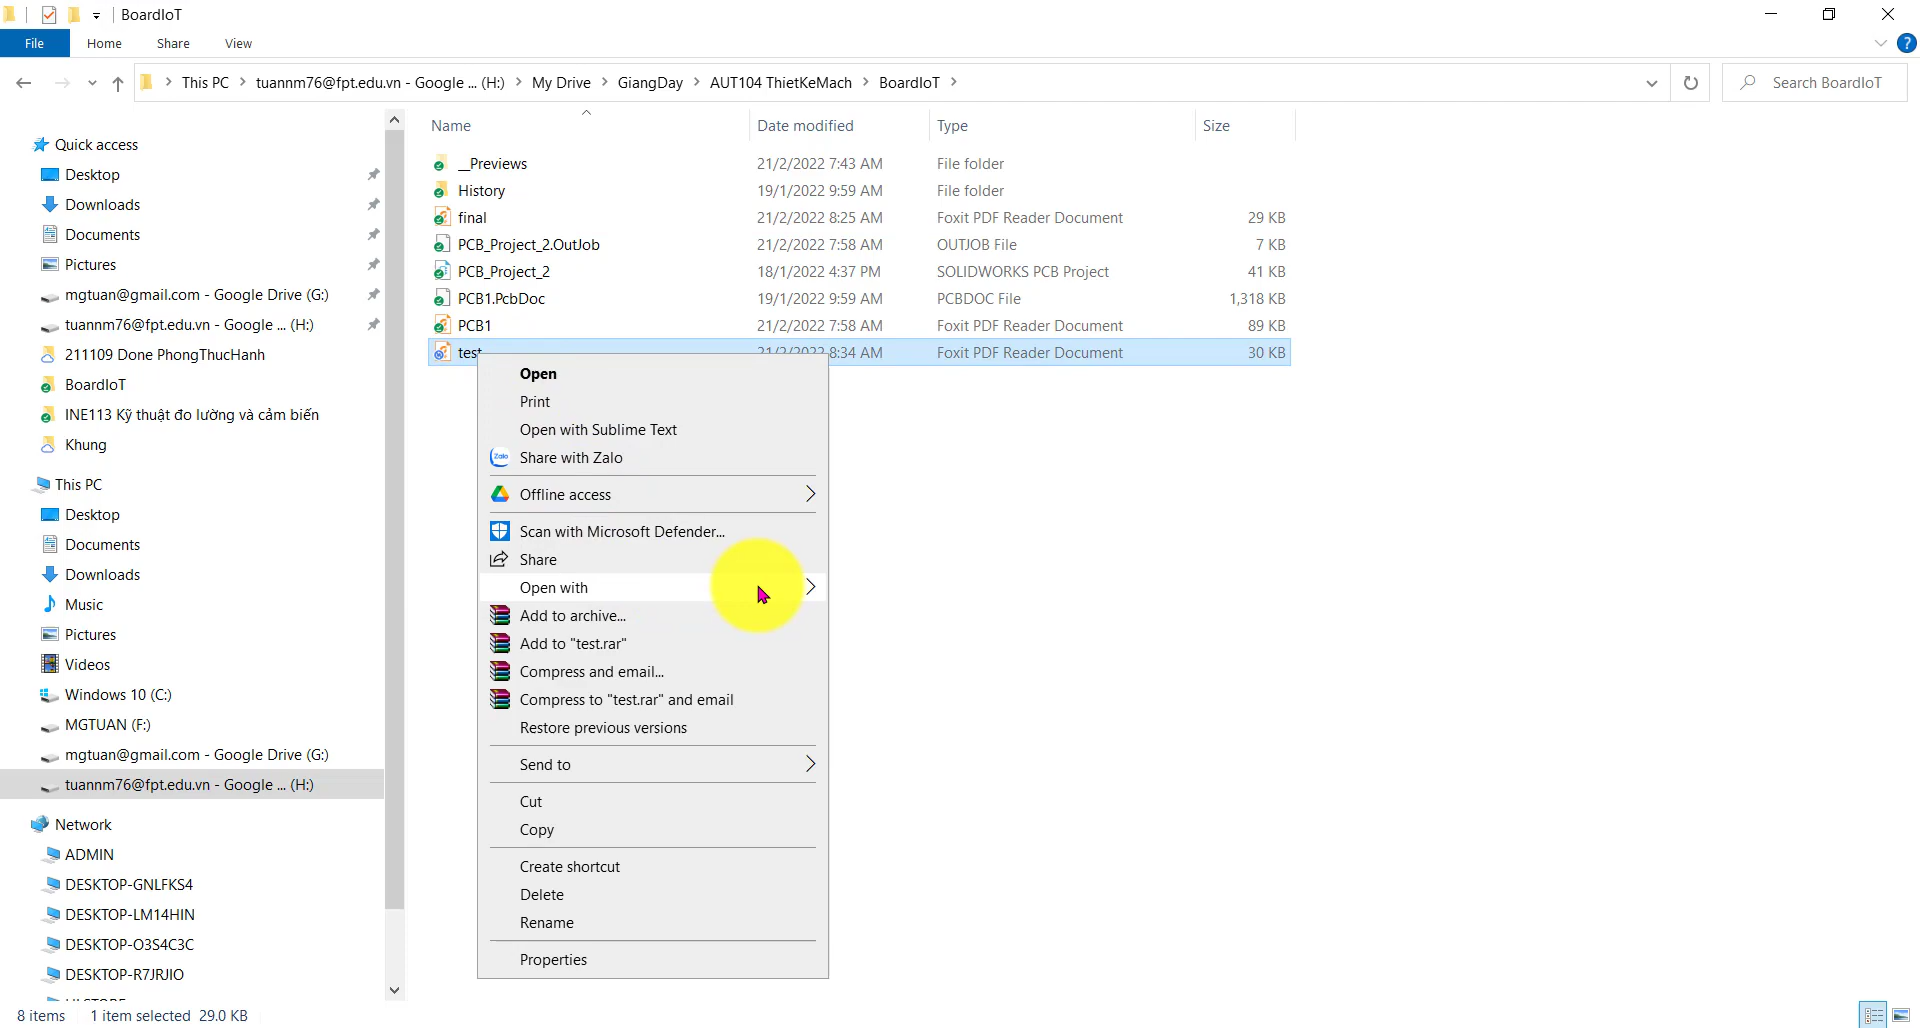 BoardIoT
File Home Share View
This PC tuannm76@fpt.edu.vn - Google ... (H:) My Drive GiangDay AUT104 ThietKeMach BoardIoT
Search BoardIoT
Name Date modified Type Size
Quick access
Desktop
Downloads
Documents
Pictures
mgtuan@gmail.com - Google Drive (G:)
tuannm76@fpt.edu.vn - Google ... (H:)
211109 Done PhongThucHanh
BoardIoT
INE113 Kỹ thuật đo lường và cảm biến
Khung
This PC
Desktop
Documents
Downloads
Music
Pictures
Videos
Windows 10 (C:)
MGTUAN (F:)
mgtuan@gmail.com - Google Drive (G:)
tuannm76@fpt.edu.vn - Google ... (H:)
Network
ADMIN
DESKTOP-GNLFKS4
DESKTOP-LM14HIN
DESKTOP-O3S4C3C
DESKTOP-R7JRJIO
__Previews 21/2/2022 7:43 AM File folder
History 19/1/2022 9:59 AM File folder
final 21/2/2022 8:25 AM Foxit PDF Reader Document 29 KB
PCB_Project_2.OutJob 21/2/2022 7:58 AM OUTJOB File 7 KB
PCB_Project_2 18/1/2022 4:37 PM SOLIDWORKS PCB Project 41 KB
PCB1.PcbDoc 19/1/2022 9:59 AM PCBDOC File 1,318 KB
PCB1 21/2/2022 7:58 AM Foxit PDF Reader Document 89 KB
test 21/2/2022 8:34 AM Foxit PDF Reader Document 30 KB
Open
Print
Open with Sublime Text
Zalo Share with Zalo
Offline access
Scan with Microsoft Defender...
Share
Open with
Add to archive...
Add to "test.rar"
Compress and email...
Compress to "test.rar" and email
Restore previous versions
Send to
Cut
Copy
Create shortcut
Delete
Rename
Properties
8 items 1 item selected 29.0 KB